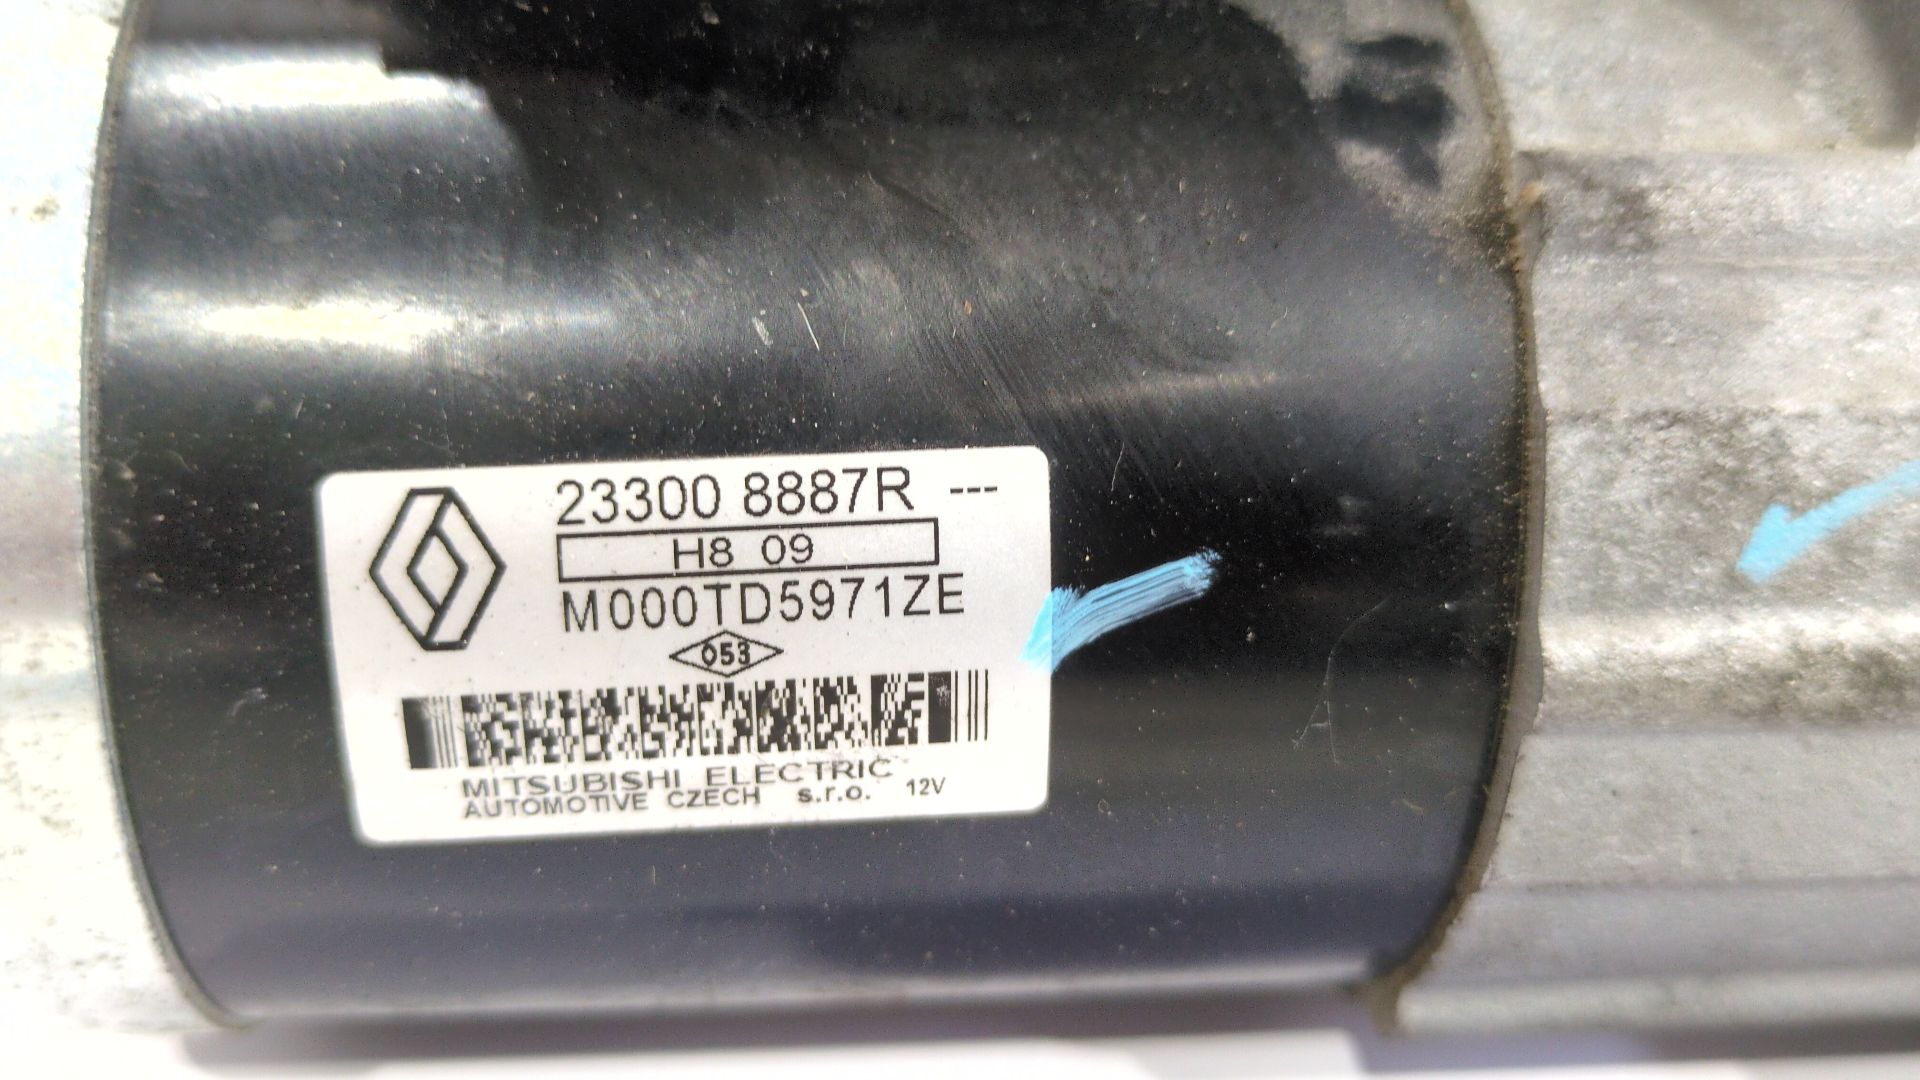 23300 8887R ---
H8 09
M000TD5971ZE
053
MITSUBISHI ELECTRIC
AUTOMOTIVE CZECH s.r.o. 12V